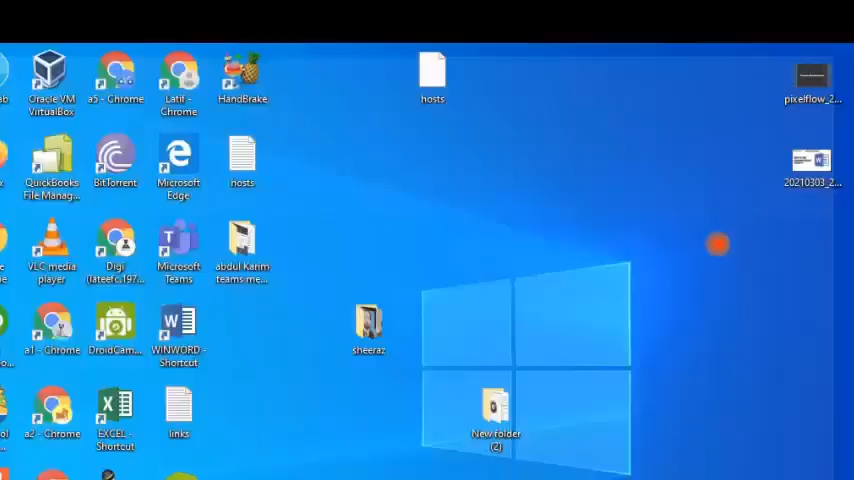 ab
Oracle VM
VirtualBox
a5 - Chrome
Latif -
Chrome
HandBrake
hosts
pixelflow_2...
x
QuickBooks
File Manag...
BitTorrent
Microsoft
Edge
hosts
20210303_2...
e
VLC media
player
Digi
(lateefc,197...
Microsoft
Teams
abdul Karim
teams me...
o...
a1 - Chrome
DroidCam...
WINWORD -
Shortcut
sheeraz
ol
...
a2 - Chrome
EXCEL -
Shortcut
links
New folder
(2)